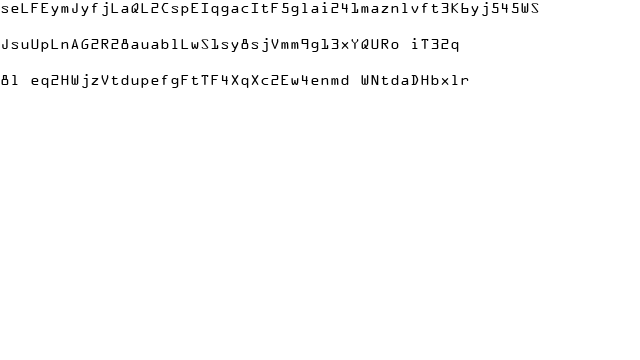 seLFEymJyfjLaQL2CspEIqgacItF5glai241maznlvft3K6yj545WS
JsuUpLnAG2R28auablLwS1sy8sjVmm9g13xYQURo iT32q
8l eq2HWjzVtdupefgFtTF4XqXc2Ew4enmd WNtdaDHbxlr